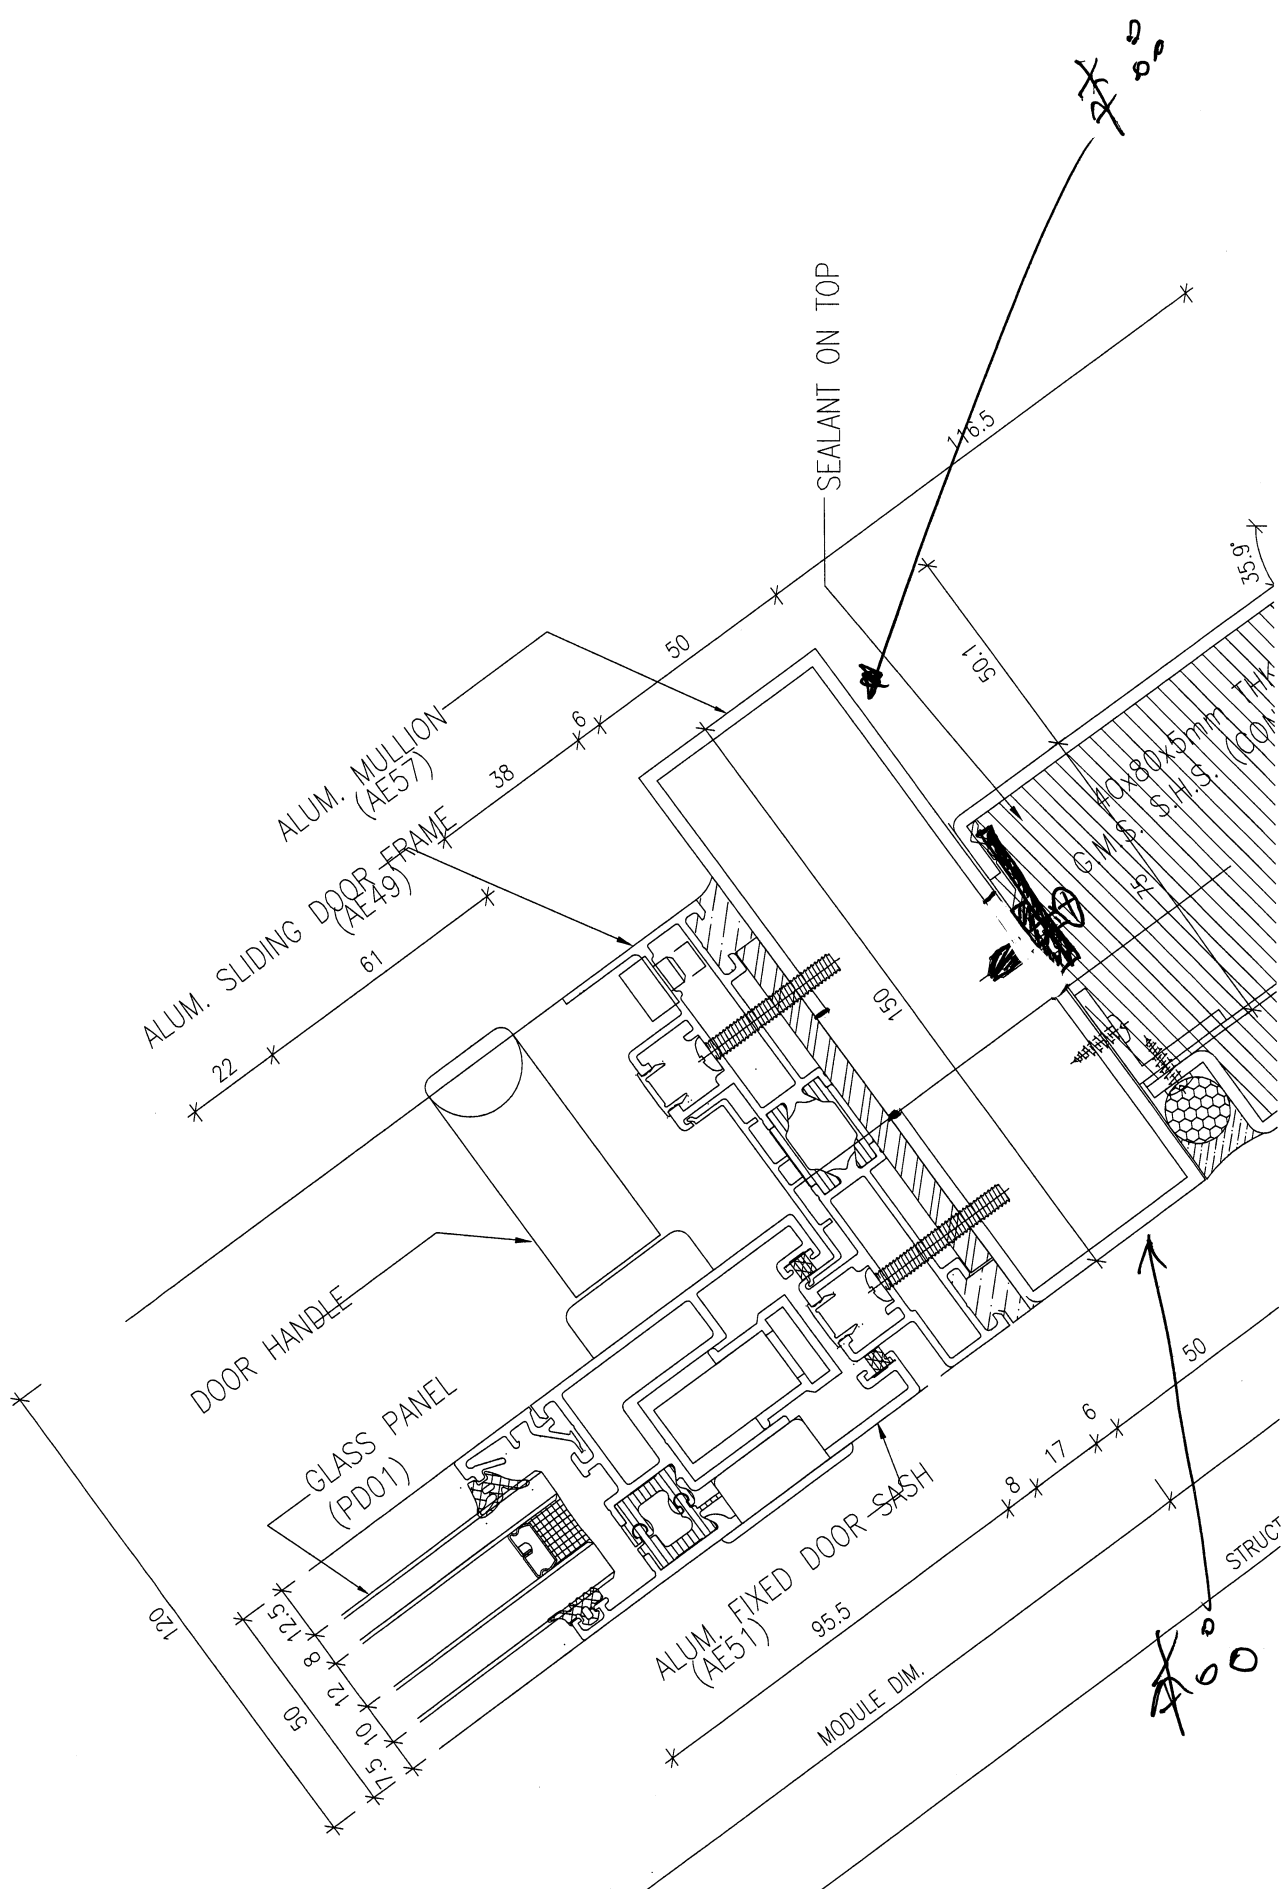 SEALANT ON TOP
116.5
35.9°
50.1
50
6
38
ALUM. MULLION
(AE57)
ALUM. SLIDING DOOR FRAME
(AE49)
61
22
40x80x5mm THK
G.M.S. S.H.S. (CON
75
150
DOOR HANDLE
GLASS PANEL
(PD01)
120
50
12.5
8
12
10
7.5
ALUM. FIXED DOOR SASH
(AE51)
95.5
8
17
6
50
MODULE DIM.
STRUCT